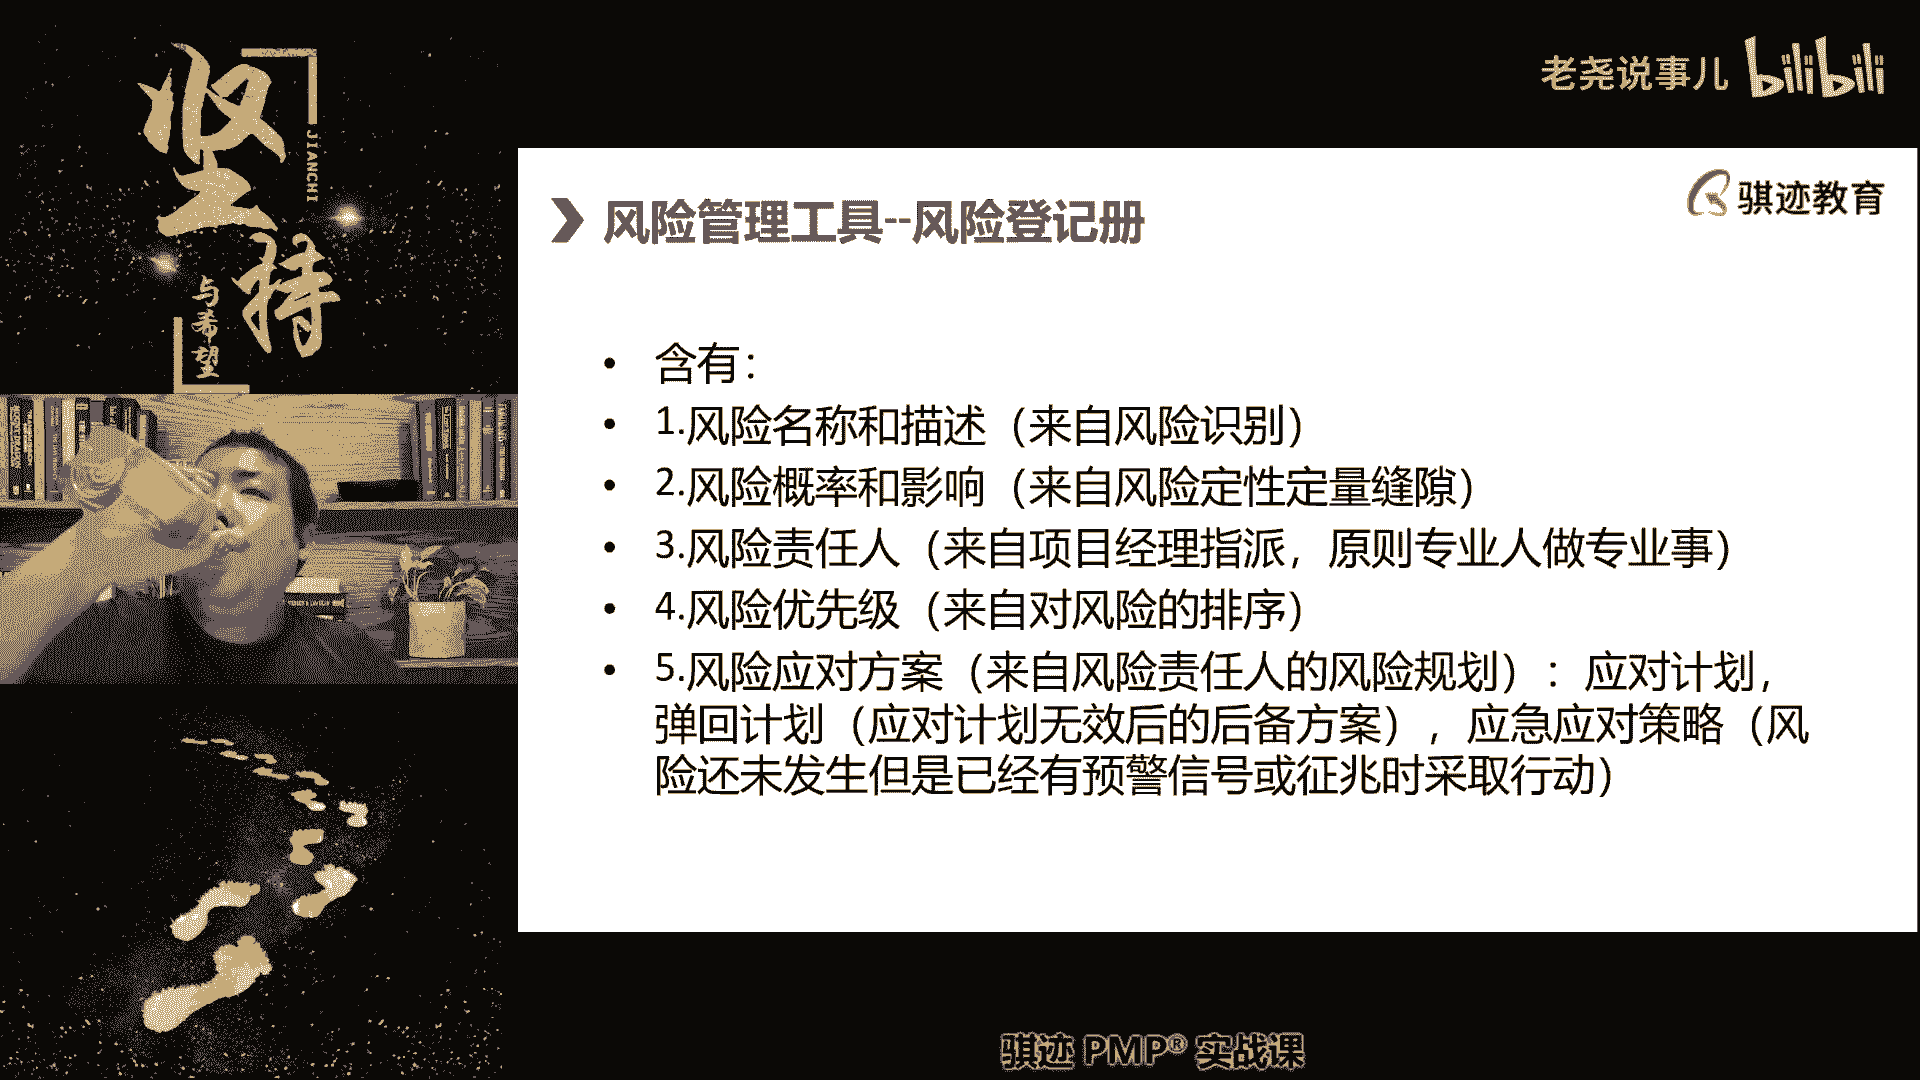 坚持
JIANCHI
与希望
老尧说事儿 bilibili
骐迹教育
风险管理工具--风险登记册
• 含有：
• 1.风险名称和描述（来自风险识别）
• 2.风险概率和影响（来自风险定性定量缝隙）
• 3.风险责任人（来自项目经理指派，原则专业人做专业事）
• 4.风险优先级（来自对风险的排序）
• 5.风险应对方案（来自风险责任人的风险规划）：应对计划，
弹回计划（应对计划无效后的后备方案），应急应对策略（风
险还未发生但是已经有预警信号或征兆时采取行动）
骐迹 PMP® 实战课